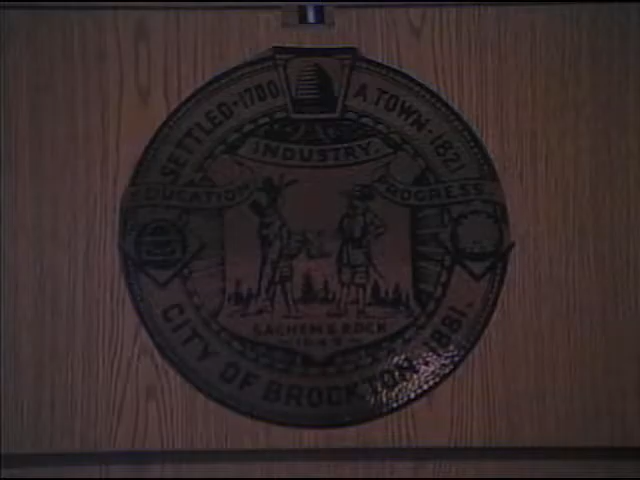 SETTLED · 1700
A TOWN · 1821
INDUSTRY
EDUCATION
PROGRESS
SACHEM'S ROCK
CITY OF BROCKTON 1881.